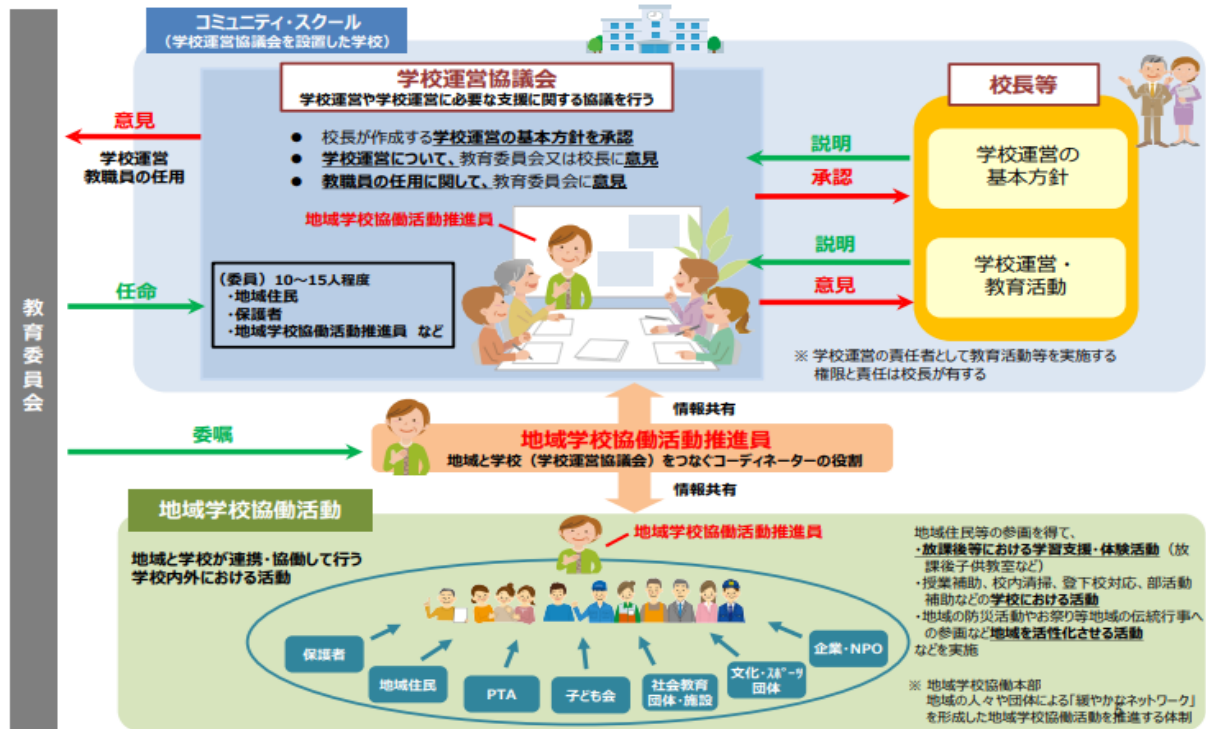 コミュニティ・スクール
（学校運営協議会を設置した学校）
学校運営協議会
学校運営や学校運営に必要な支援に関する協議を行う
● 校長が作成する学校運営の基本方針を承認
● 学校運営について、教育委員会又は校長に意見
● 教職員の任用に関して、教育委員会に意見
地域学校協働活動推進員
（委員）10～15人程度
・地域住民
・保護者
・地域学校協働活動推進員 など
意見
学校運営
教職員の任用
任命
教育委員会
校長等
説明
承認
学校運営の
基本方針
説明
意見
学校運営・
教育活動
※ 学校運営の責任者として教育活動等を実施する
権限と責任は校長が有する
情報共有
委嘱
地域学校協働活動推進員
地域と学校（学校運営協議会）をつなぐコーディネーターの役割
情報共有
地域学校協働活動
地域学校協働活動推進員
地域と学校が連携・協働して行う
学校内外における活動
保護者
地域住民
PTA
子ども会
社会教育
団体・施設
文化・スポーツ
団体
企業・NPO
地域住民等の参画を得て、
・放課後等における学習支援・体験活動（放
課後子供教室など）
・授業補助、校内清掃、登下校対応、部活動
補助などの学校における活動
・地域の防災活動やお祭り等地域の伝統行事へ
の参画など地域を活性化させる活動
などを実施
※ 地域学校協働本部
地域の人々や団体による「緩やかなネットワーク」
を形成した地域学校協働活動を推進する体制
5